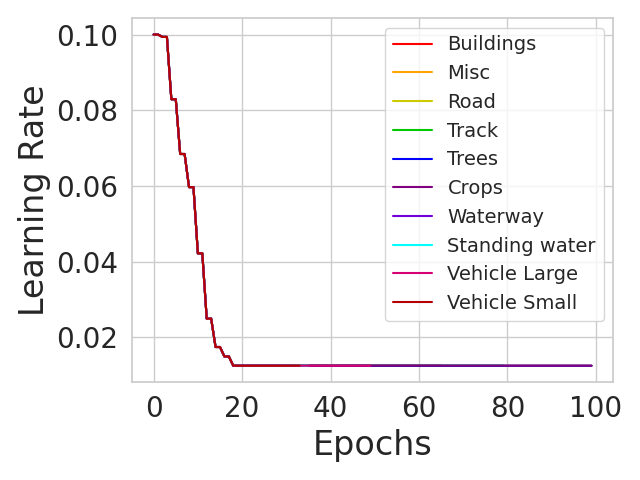 0.10
0.08
0.06
0.04
0.02
Learning Rate
0 20 40 60 80 100
Epochs
Buildings
Misc
Road
Track
Trees
Crops
Waterway
Standing water
Vehicle Large
Vehicle Small